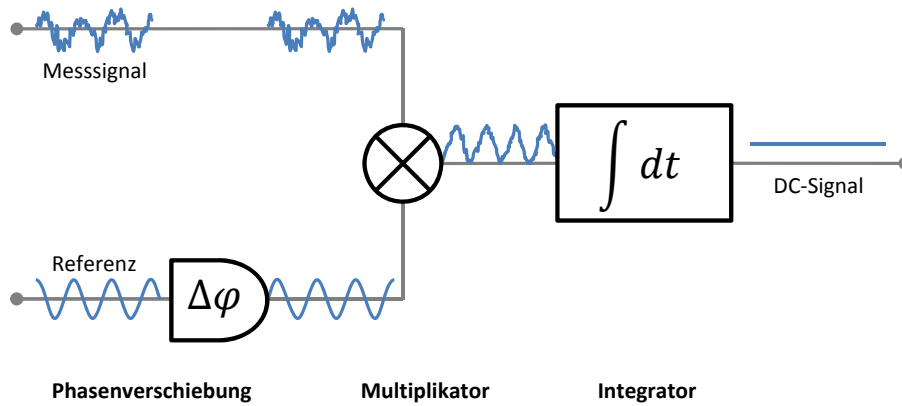 Messsignal
∫ dt
DC-Signal
Referenz
Δφ
Phasenverschiebung
Multiplikator
Integrator